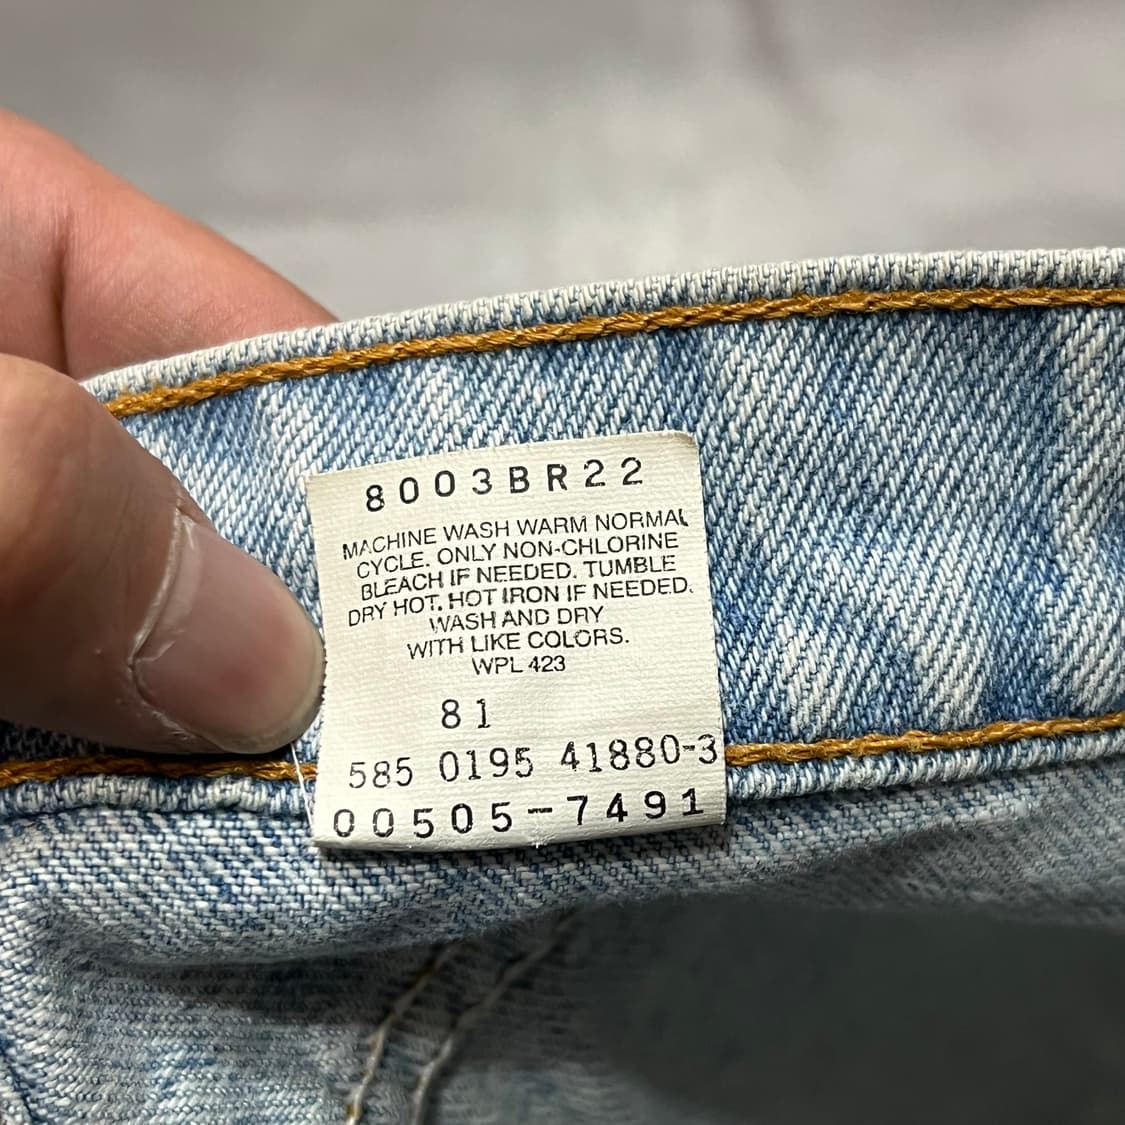 8003BR22
MACHINE WASH WARM NORMAL
CYCLE. ONLY NON-CHLORINE
BLEACH IF NEEDED. TUMBLE
DRY HOT. HOT IRON IF NEEDED.
WASH AND DRY
WITH LIKE COLORS.
WPL 423
81
585 0195 41880-3
00505-7491